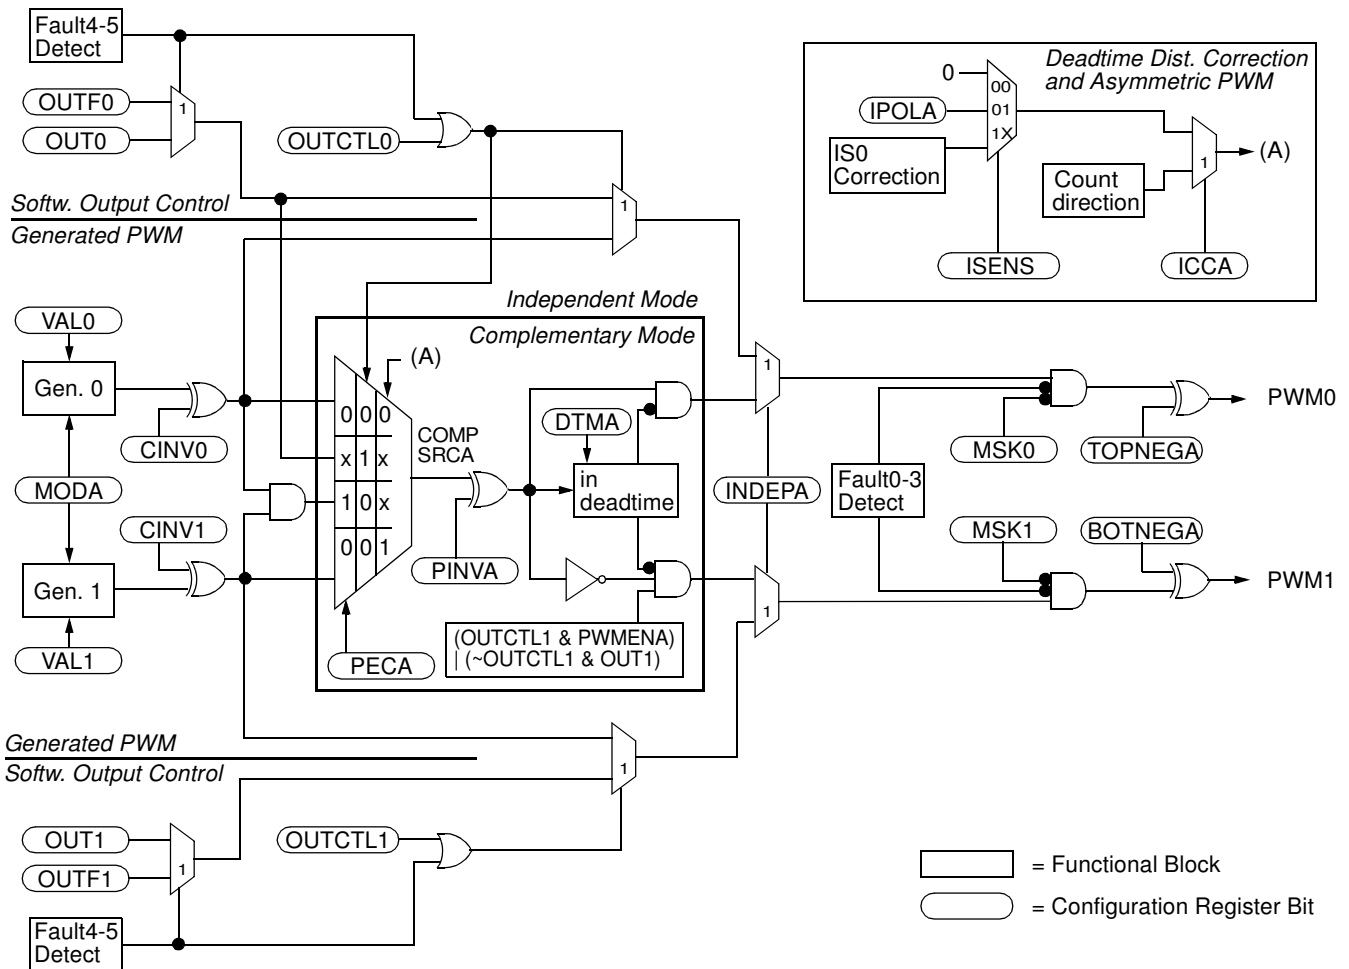 Fault4-5
Detect
OUTF0
OUT0
1
OUTCTL0
Softw. Output Control
Generated PWM
1
Deadtime Dist. Correction
and Asymmetric PWM
0
00
IPOLA
01
1X
IS0
Correction
Count
direction
1
(A)
ISENS
ICCA
VAL0
Gen. 0
CINV0
MODA
CINV1
Gen. 1
VAL1
Independent Mode
Complementary Mode
(A)
0 0 0
x 1 x
1 0 x
0 0 1
COMP
SRCA
PECA
PINVA
DTMA
in
deadtime
(OUTCTL1 & PWMENA)
| (~OUTCTL1 & OUT1)
1
INDEPA
1
Fault0-3
Detect
MSK0
TOPNEGA
PWM0
MSK1
BOTNEGA
PWM1
Generated PWM
Softw. Output Control
1
OUT1
OUTF1
1
OUTCTL1
Fault4-5
Detect
= Functional Block
= Configuration Register Bit